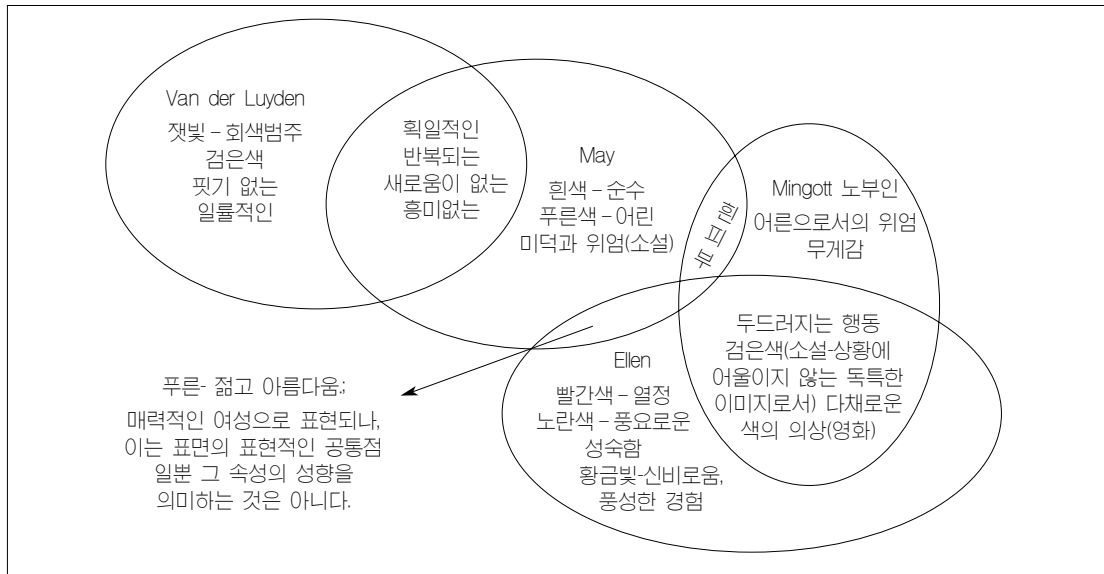 Van der Luyden
잿빛 – 회색범주
검은색
핏기 없는
일률적인
획일적인
반복되는
새로움이 없는
흥미없는
May
흰색 – 순수
푸른색 – 어린
미덕과 위엄(소설)
흰피부
Mingott 노부인
어른으로서의 위엄
무게감
두드러지는 행동
검은색(소설-상황에
어울이지 않는 독특한
이미지로서) 다채로운
색의 의상(영화)
Ellen
빨간색 – 열정
노란색 – 풍요로운
성숙함
황금빛-신비로움,
풍성한 경험
푸른- 젊고 아름다움;
매력적인 여성으로 표현되나,
이는 표면의 표현적인 공통점
일뿐 그 속성의 성향을
의미하는 것은 아니다.